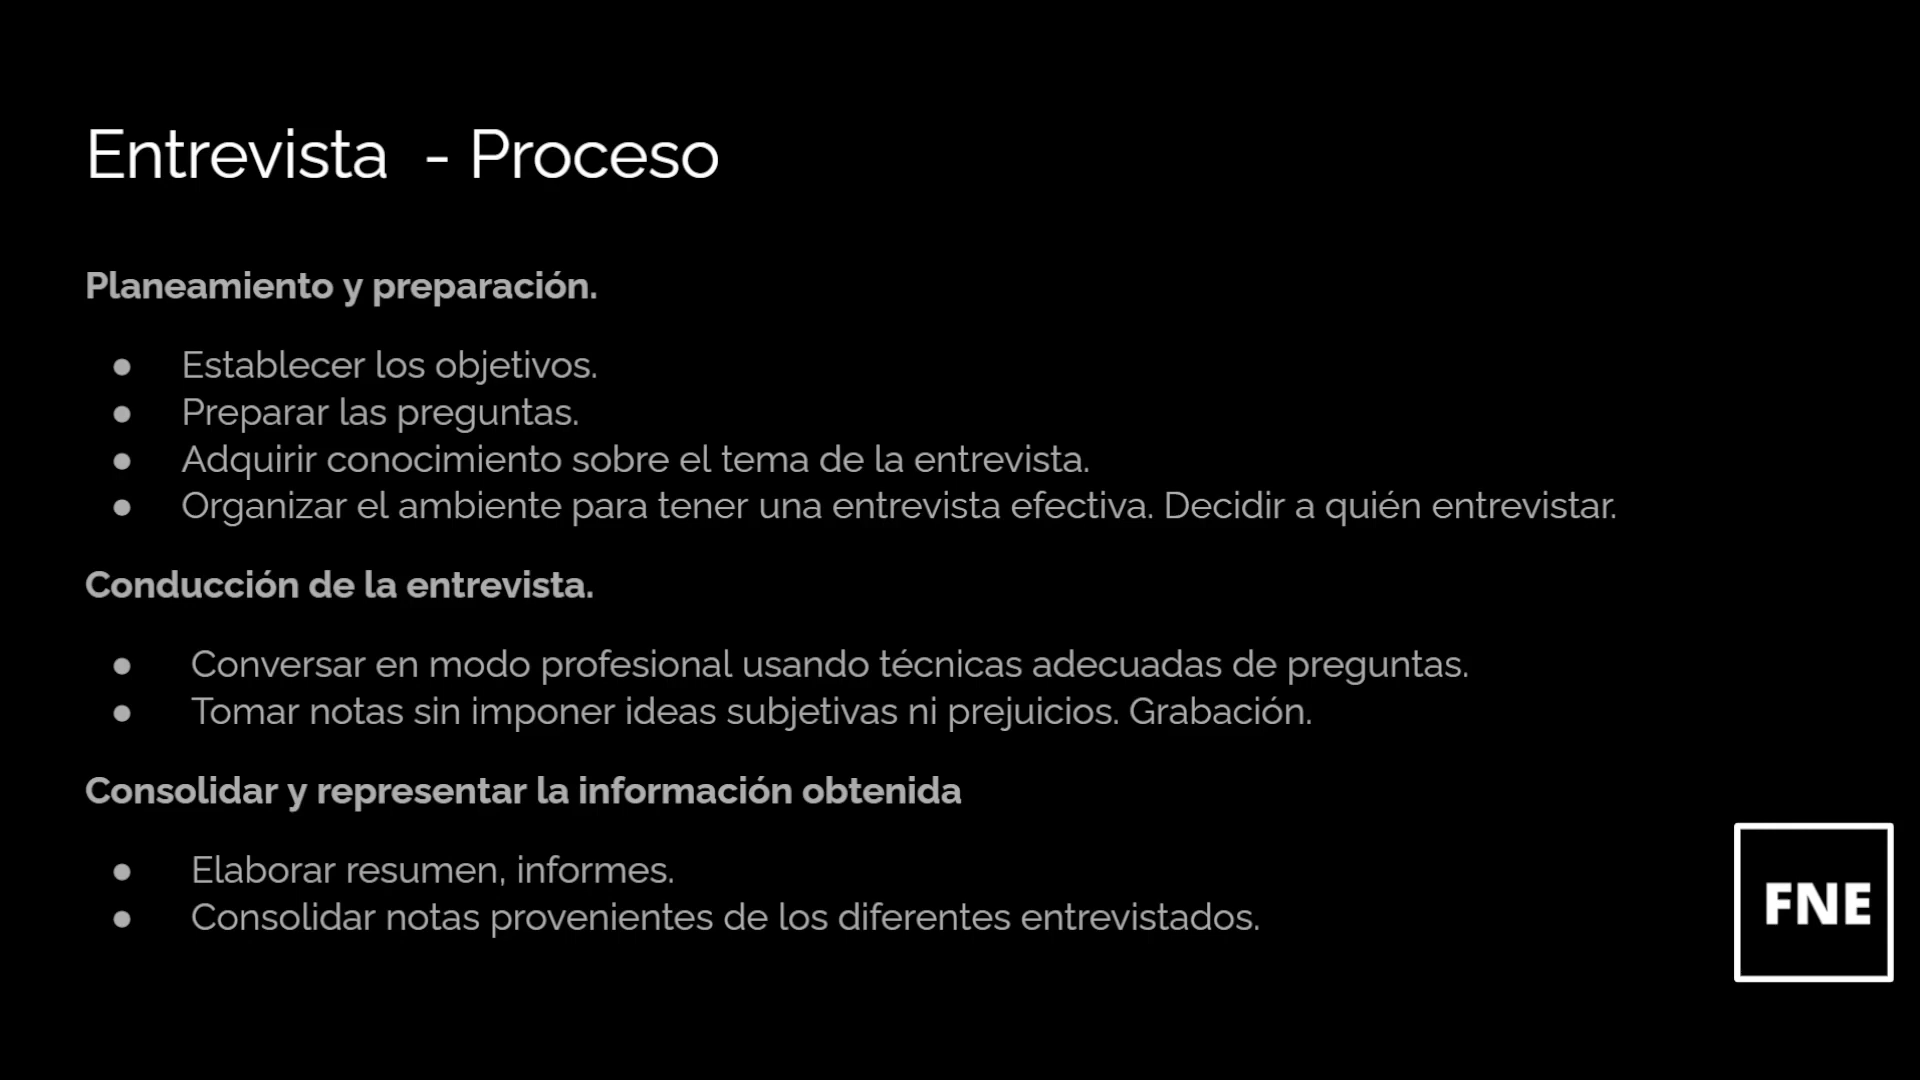 Entrevista  - Proceso
Planeamiento y preparación.
● Establecer los objetivos.
● Preparar las preguntas.
● Adquirir conocimiento sobre el tema de la entrevista.
● Organizar el ambiente para tener una entrevista efectiva. Decidir a quién entrevistar.
Conducción de la entrevista.
● Conversar en modo profesional usando técnicas adecuadas de preguntas.
● Tomar notas sin imponer ideas subjetivas ni prejuicios. Grabación.
Consolidar y representar la información obtenida
● Elaborar resumen, informes.
● Consolidar notas provenientes de los diferentes entrevistados.
FNE